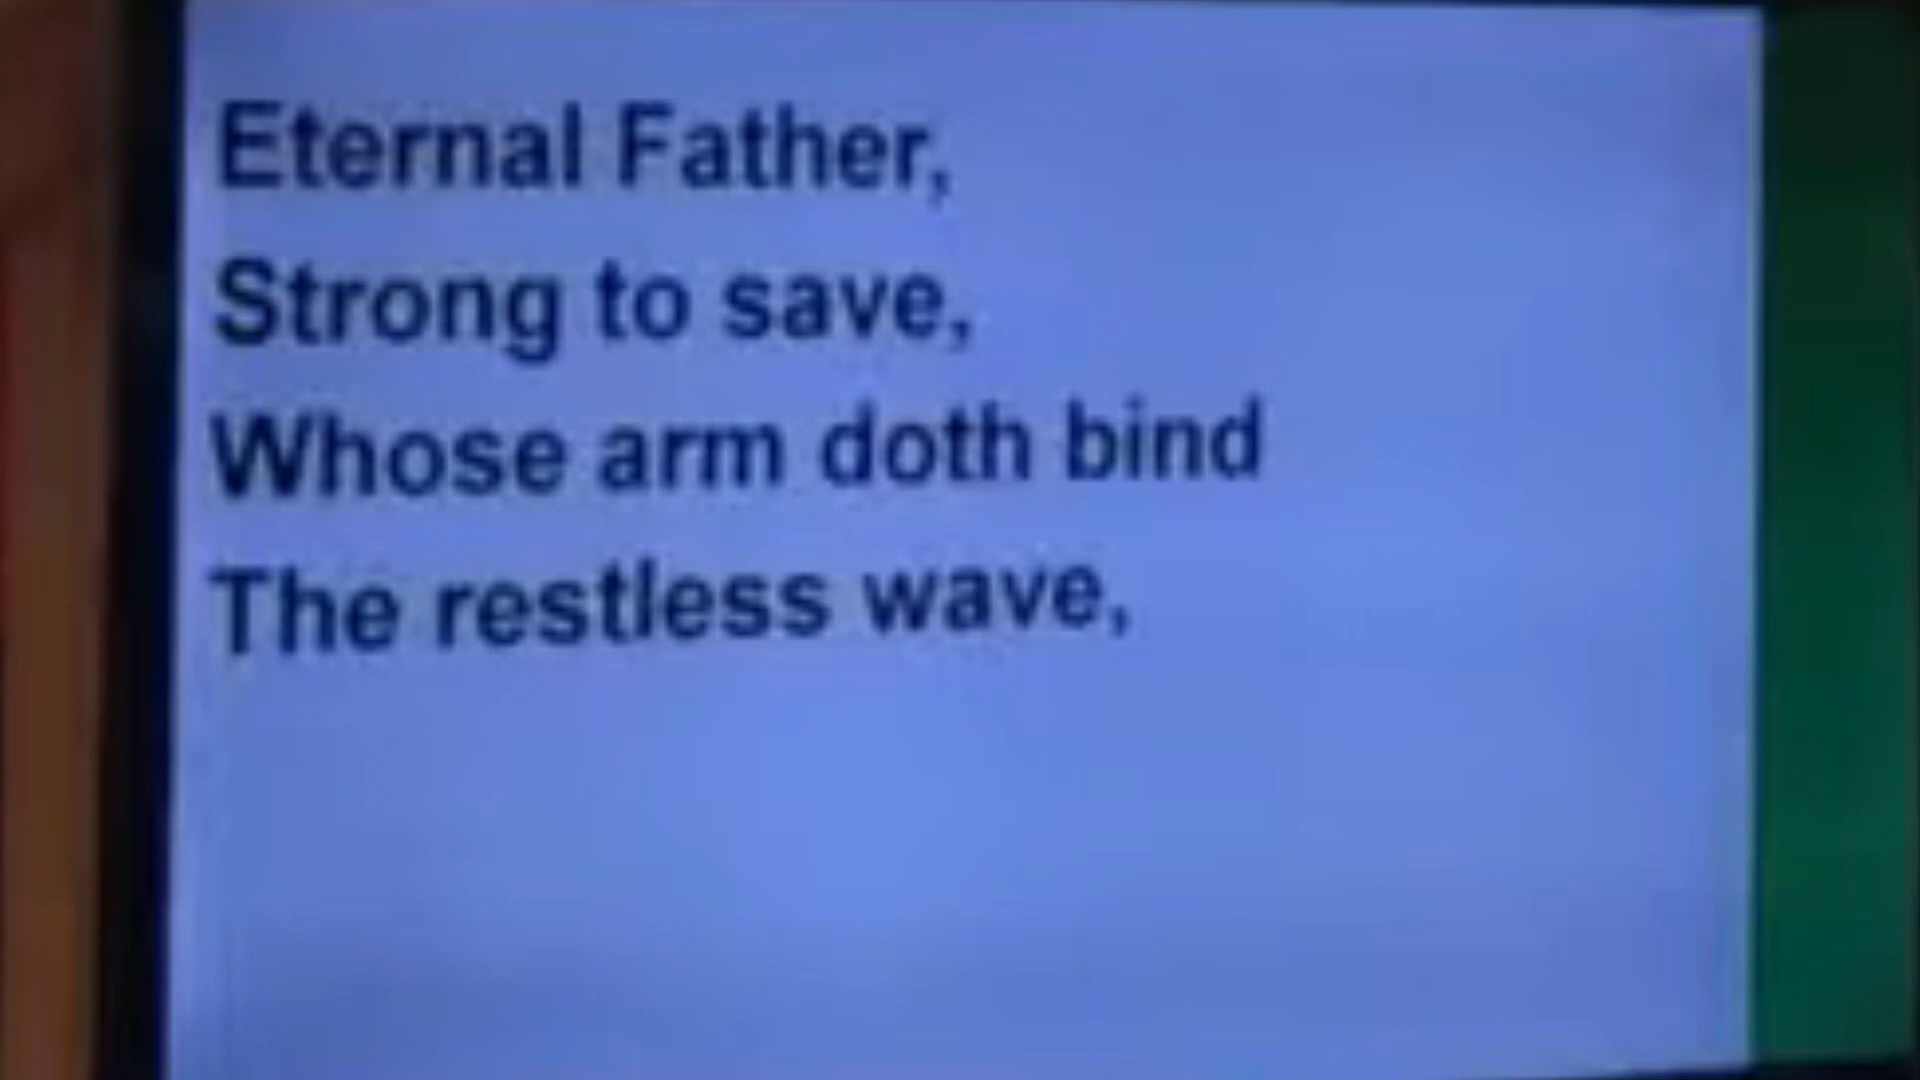 Eternal Father,
Strong to save,
Whose arm doth bind
The restless wave,